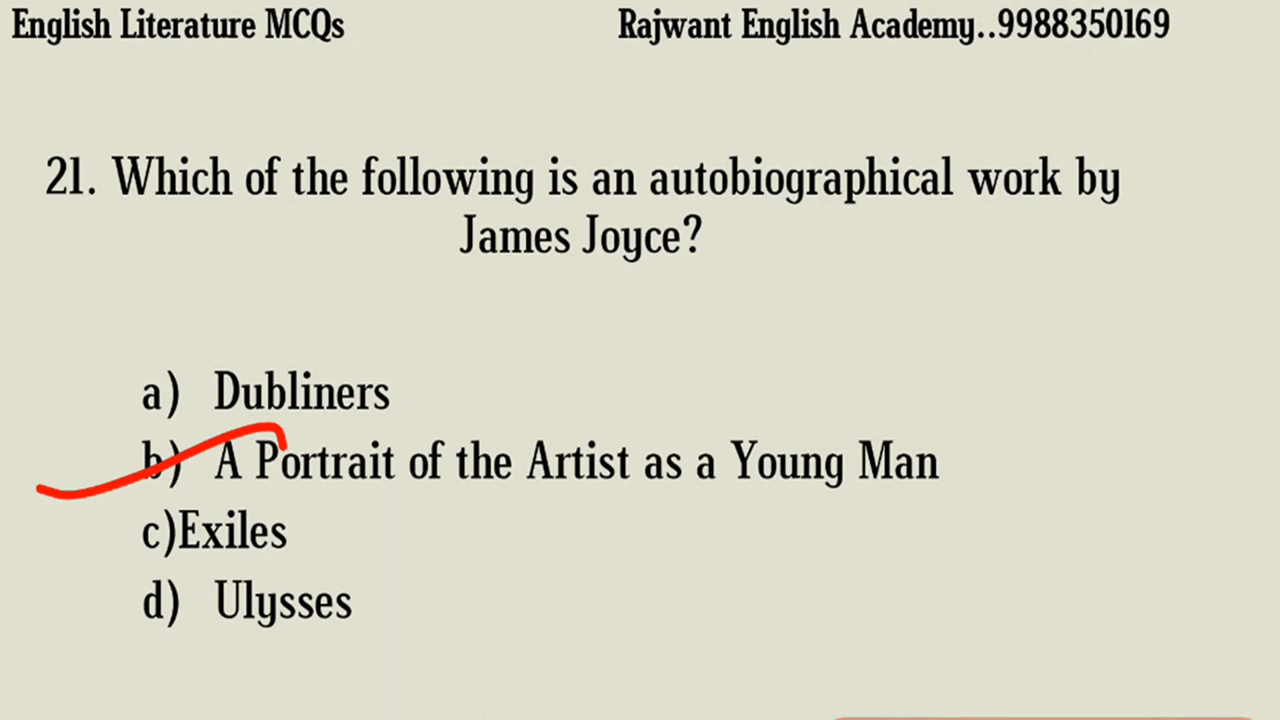 English Literature MCQs
Rajwant English Academy..9988350169
21. Which of the following is an autobiographical work by
James Joyce?
a) Dubliners
b) A Portrait of the Artist as a Young Man
c)Exiles
d) Ulysses